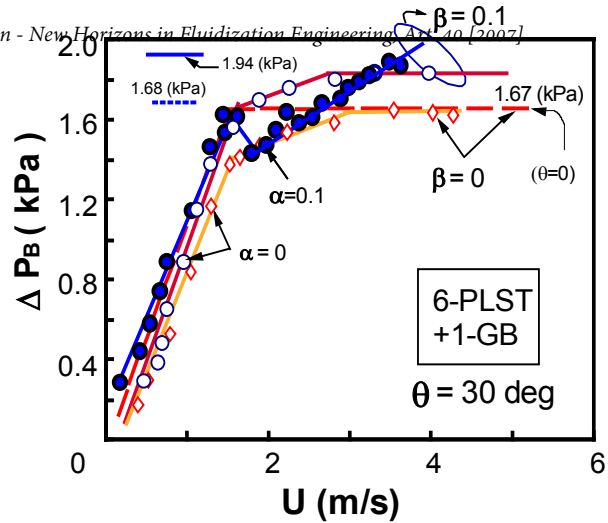 n - New Horizons in Fluidization Engineering, Art. 40 [2007]
β = 0.1
2.0
1.94 (kPa)
1.68 (kPa)
1.67 (kPa)
1.6
α=0.1
β = 0
(θ=0)
1.2
α = 0
Δ PB ( kPa)
0.8
6-PLST
+1-GB
0.4
θ = 30 deg
0 2 4 6
U (m/s)